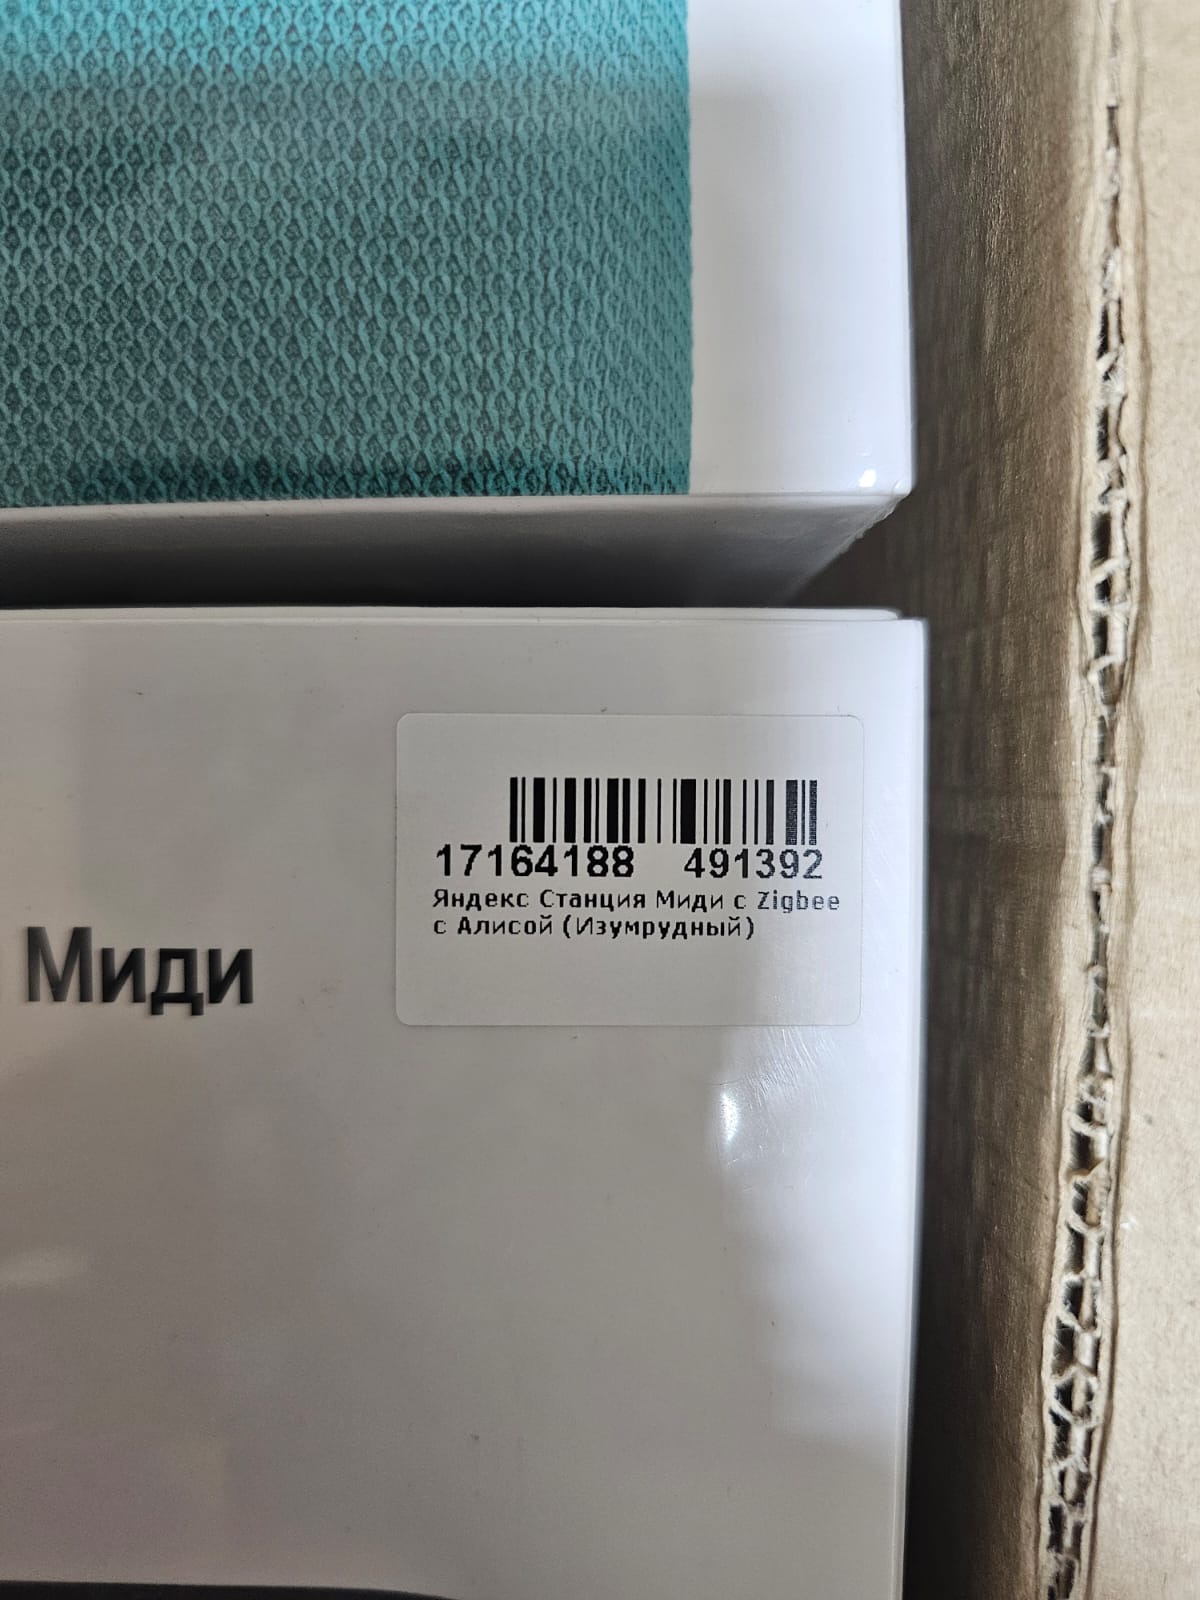 17164188 491392
Яндекс Станция Миди с Zigbee
с Алисой (Изумрудный)
Миди